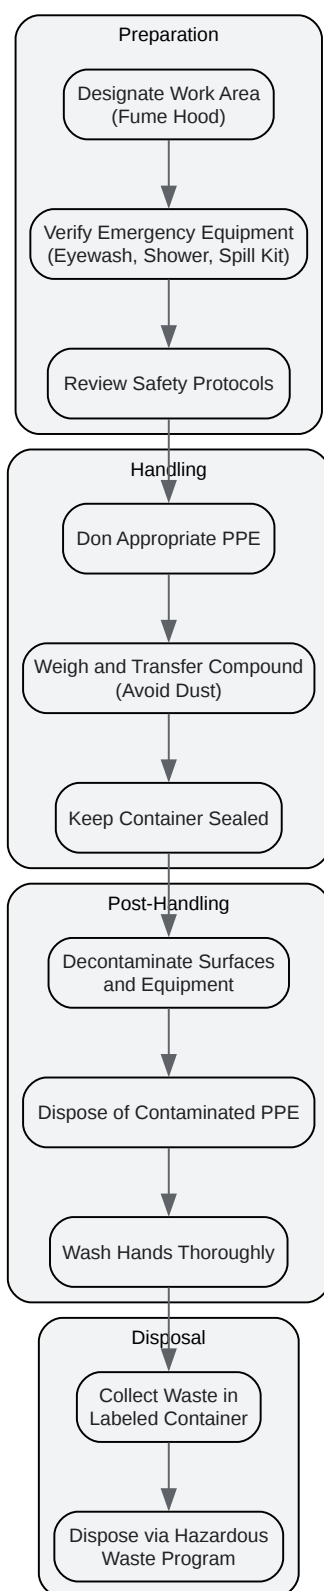 Preparation
Designate Work Area
(Fume Hood)
Verify Emergency Equipment
(Eyewash, Shower, Spill Kit)
Review Safety Protocols
Handling
Don Appropriate PPE
Weigh and Transfer Compound
(Avoid Dust)
Keep Container Sealed
Post-Handling
Decontaminate Surfaces
and Equipment
Dispose of Contaminated PPE
Wash Hands Thoroughly
Disposal
Collect Waste in
Labeled Container
Dispose via Hazardous
Waste Program